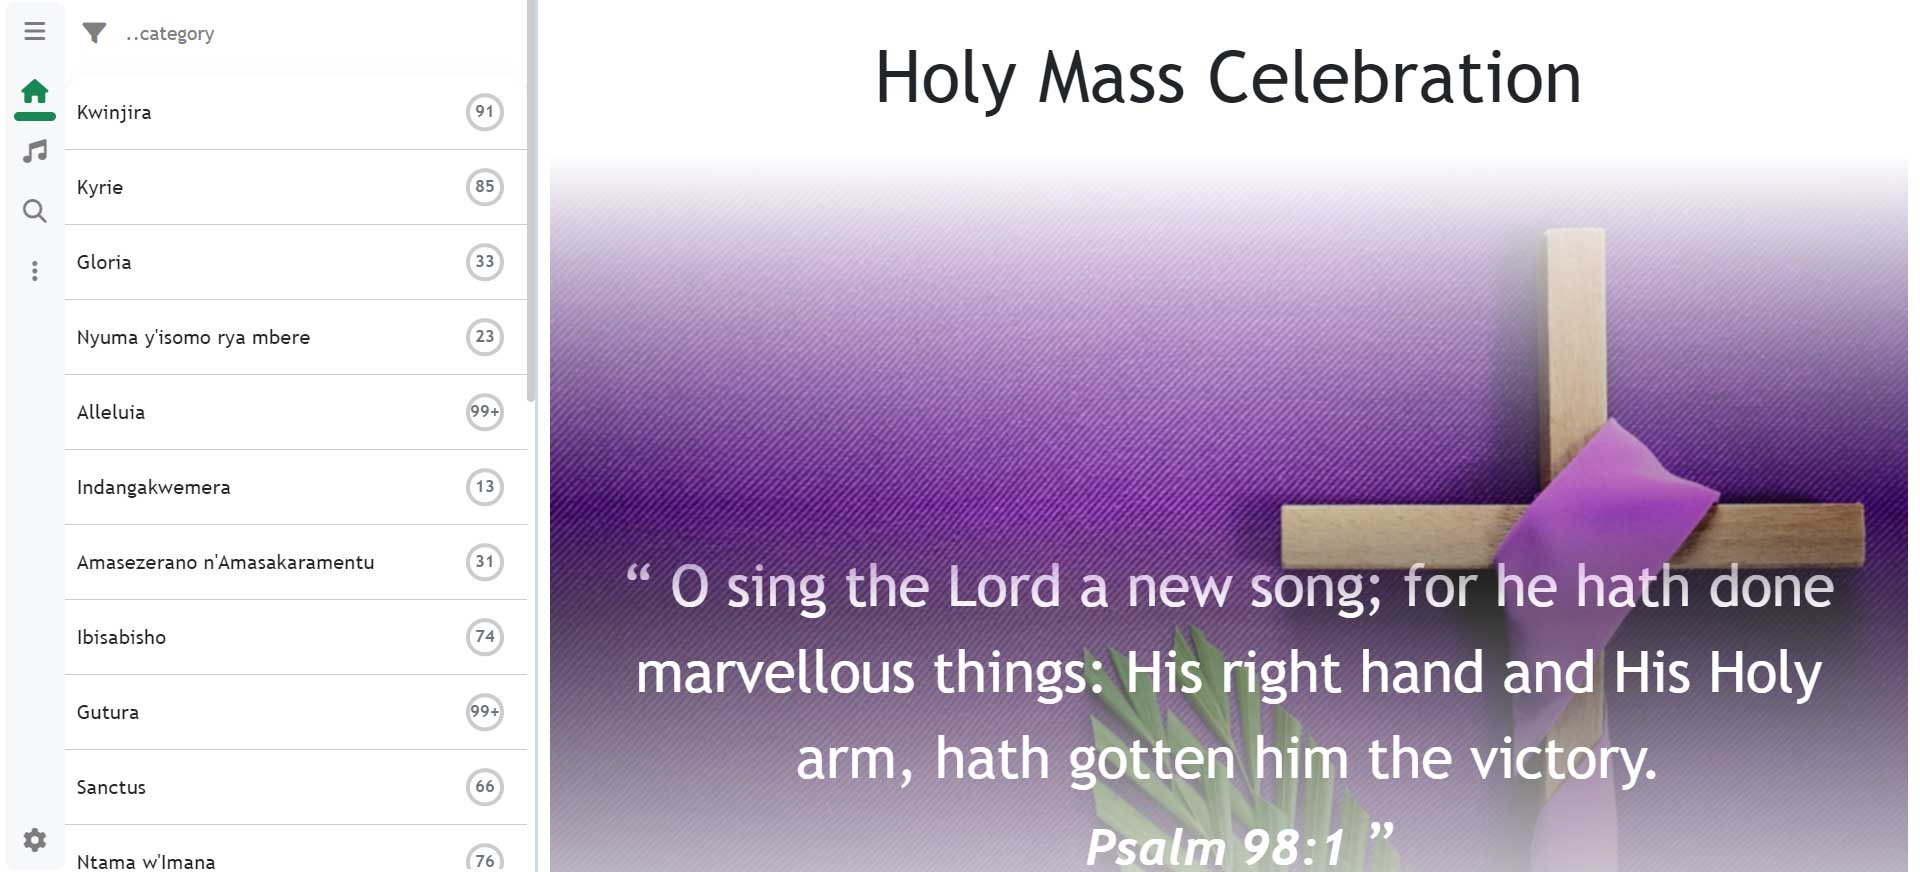 ..category
Kwinjira 91
Kyrie 85
Gloria 33
Nyuma y'isomo rya mbere 23
Alleluia 99+
Indangakwemera 13
Amasezerano n'Amasakaramentu 31
Ibisabisho 74
Gutura 99+
Sanctus 66
Ntama w'Imana 76
Holy Mass Celebration
“ O sing the Lord a new song; for he hath done
marvellous things: His right hand and His Holy
arm, hath gotten him the victory.
Psalm 98:1 ”